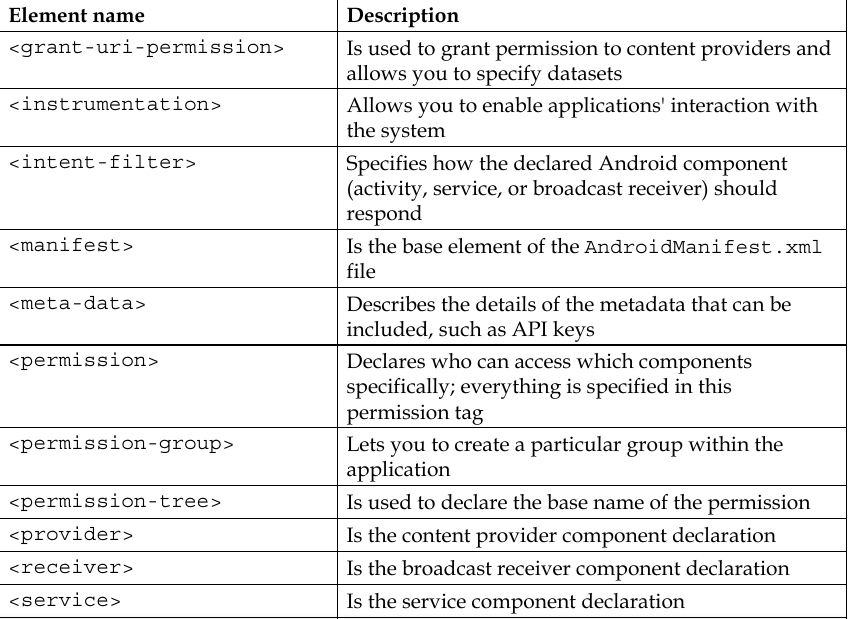 Element name Description
<grant-uri-permission> Is used to grant permission to content providers and
allows you to specify datasets
<instrumentation> Allows you to enable applications' interaction with
the system
<intent-filter> Specifies how the declared Android component
(activity, service, or broadcast receiver) should
respond
<manifest> Is the base element of the AndroidManifest.xml
file
<meta-data> Describes the details of the metadata that can be
included, such as API keys
<permission> Declares who can access which components
specifically; everything is specified in this
permission tag
<permission-group> Lets you to create a particular group within the
application
<permission-tree> Is used to declare the base name of the permission
<provider> Is the content provider component declaration
<receiver> Is the broadcast receiver component declaration
<service> Is the service component declaration